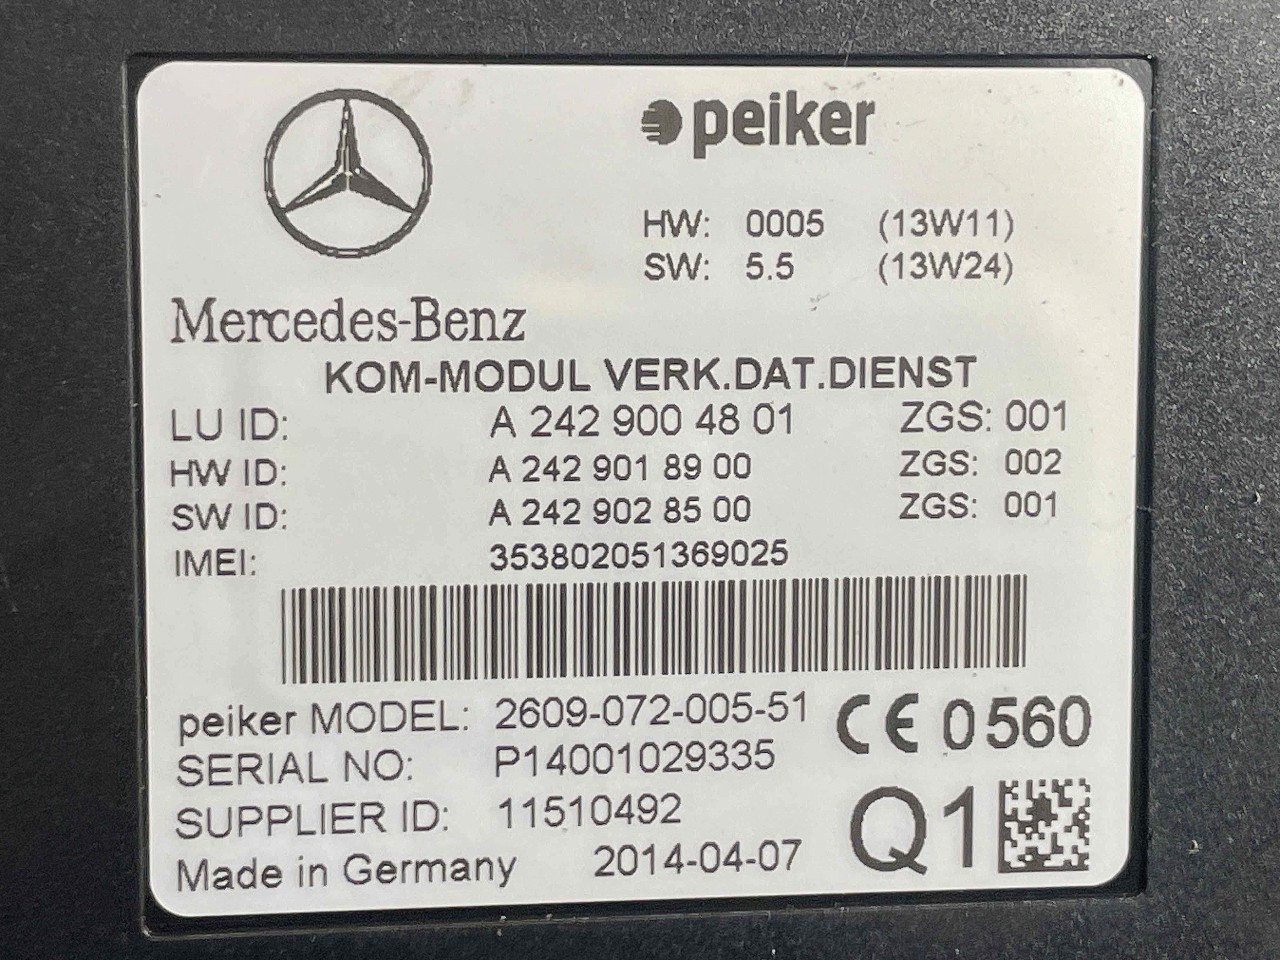 peiker
HW: 0005 (13W11)
SW: 5.5 (13W24)
Mercedes-Benz
KOM-MODUL VERK.DAT.DIENST
LU ID: A 242 900 48 01 ZGS: 001
HW ID: A 242 901 89 00 ZGS: 002
SW ID: A 242 902 85 00 ZGS: 001
IMEI: 353802051369025
peiker MODEL: 2609-072-005-51
CE 0560
SERIAL NO: P14001029335
SUPPLIER ID: 11510492
Q1
Made in Germany 2014-04-07